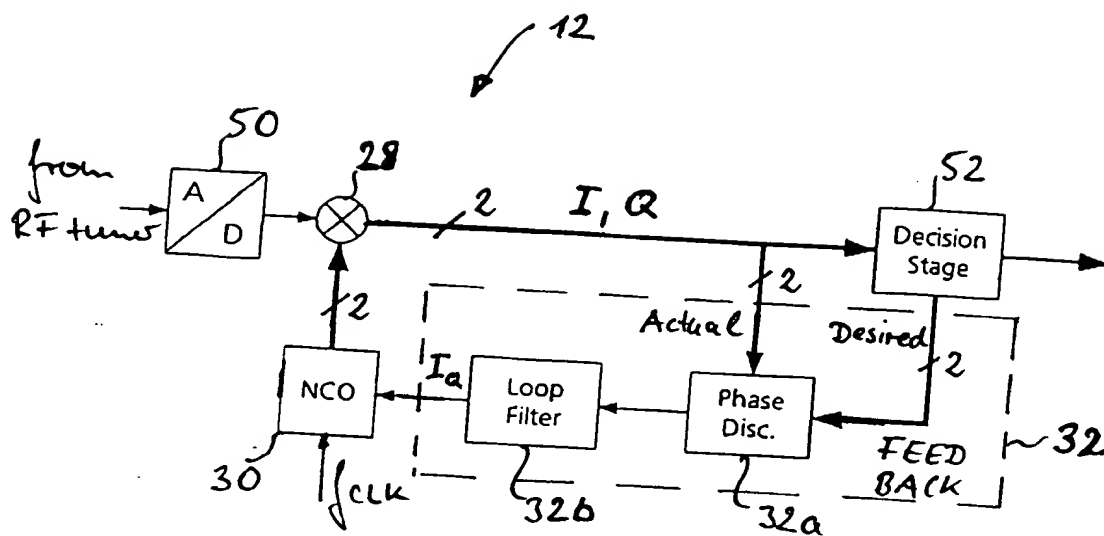 12
50
28
52
from
RF tuner
A
D
2
I, Q
Decision
Stage
2
2
Actual
Desired
2
NCO
Ia
Loop
Filter
Phase
Disc.
FEED
BACK
32
30
fCLK
32b
32a